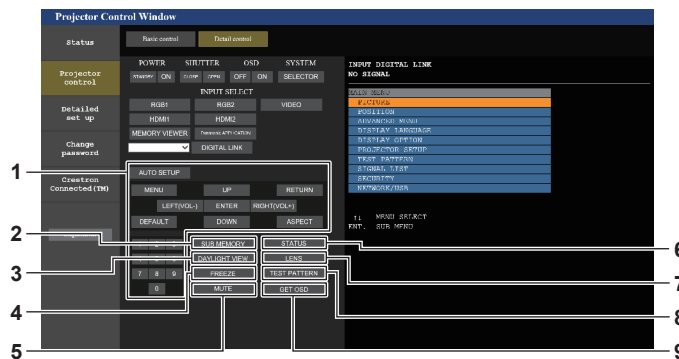 Projector Control Window
Status
Projector
control
Detailed
set up
Change
password
Crestron
Connected(TM)
Basic control
Detail control
POWER SHUTTER OSD SYSTEM
STANDBY ON CLOSE OPEN OFF ON SELECTOR
INPUT SELECT
RGB1 RGB2 VIDEO
HDMI1 HDMI2
MEMORY VIEWER Panasonic APPLICATION
DIGITAL LINK
AUTO SETUP
MENU UP RETURN
LEFT(VOL-) ENTER RIGHT(VOL+)
DEFAULT DOWN ASPECT
SUB MEMORY STATUS
DAYLIGHT VIEW LENS
7 8 9 FREEZE TEST PATTERN
0 MUTE GET OSD
INPUT DIGITAL LINK
NO SIGNAL
MAIN MENU
PICTURE
POSITION
ADVANCED MENU
DISPLAY LANGUAGE
DISPLAY OPTION
PROJECTOR SETUP
TEST PATTERN
SIGNAL LIST
SECURITY
NETWORK/USB
↑↓ MENU SELECT
ENT. SUB MENU
1
2
3
4
5
6
7
8
9